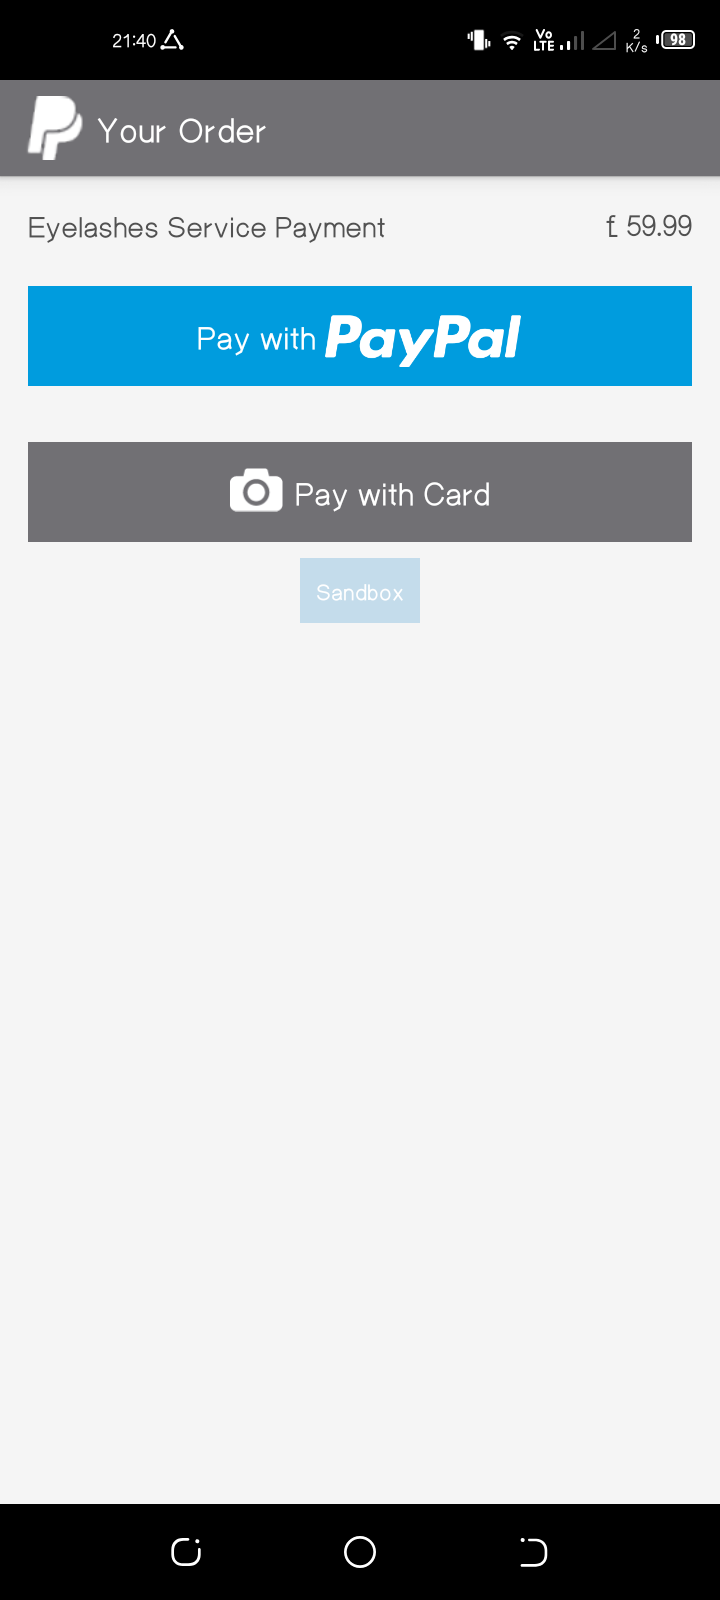 21:40
Vo
LTE
2
K/s
98
Your Order
Eyelashes Service Payment
£ 59.99
Pay with PayPal
Pay with Card
Sandbox